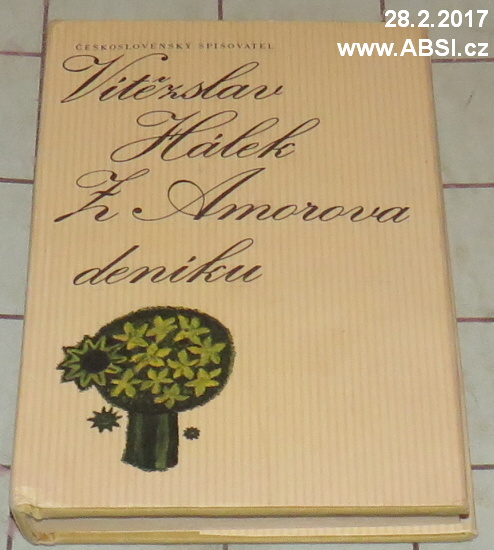 28.2.2017
www.ABSI.cz
ČESKOSLOVENSKÝ SPISOVATEL
Vítězslav
Hálek
Z Amorova
deníku